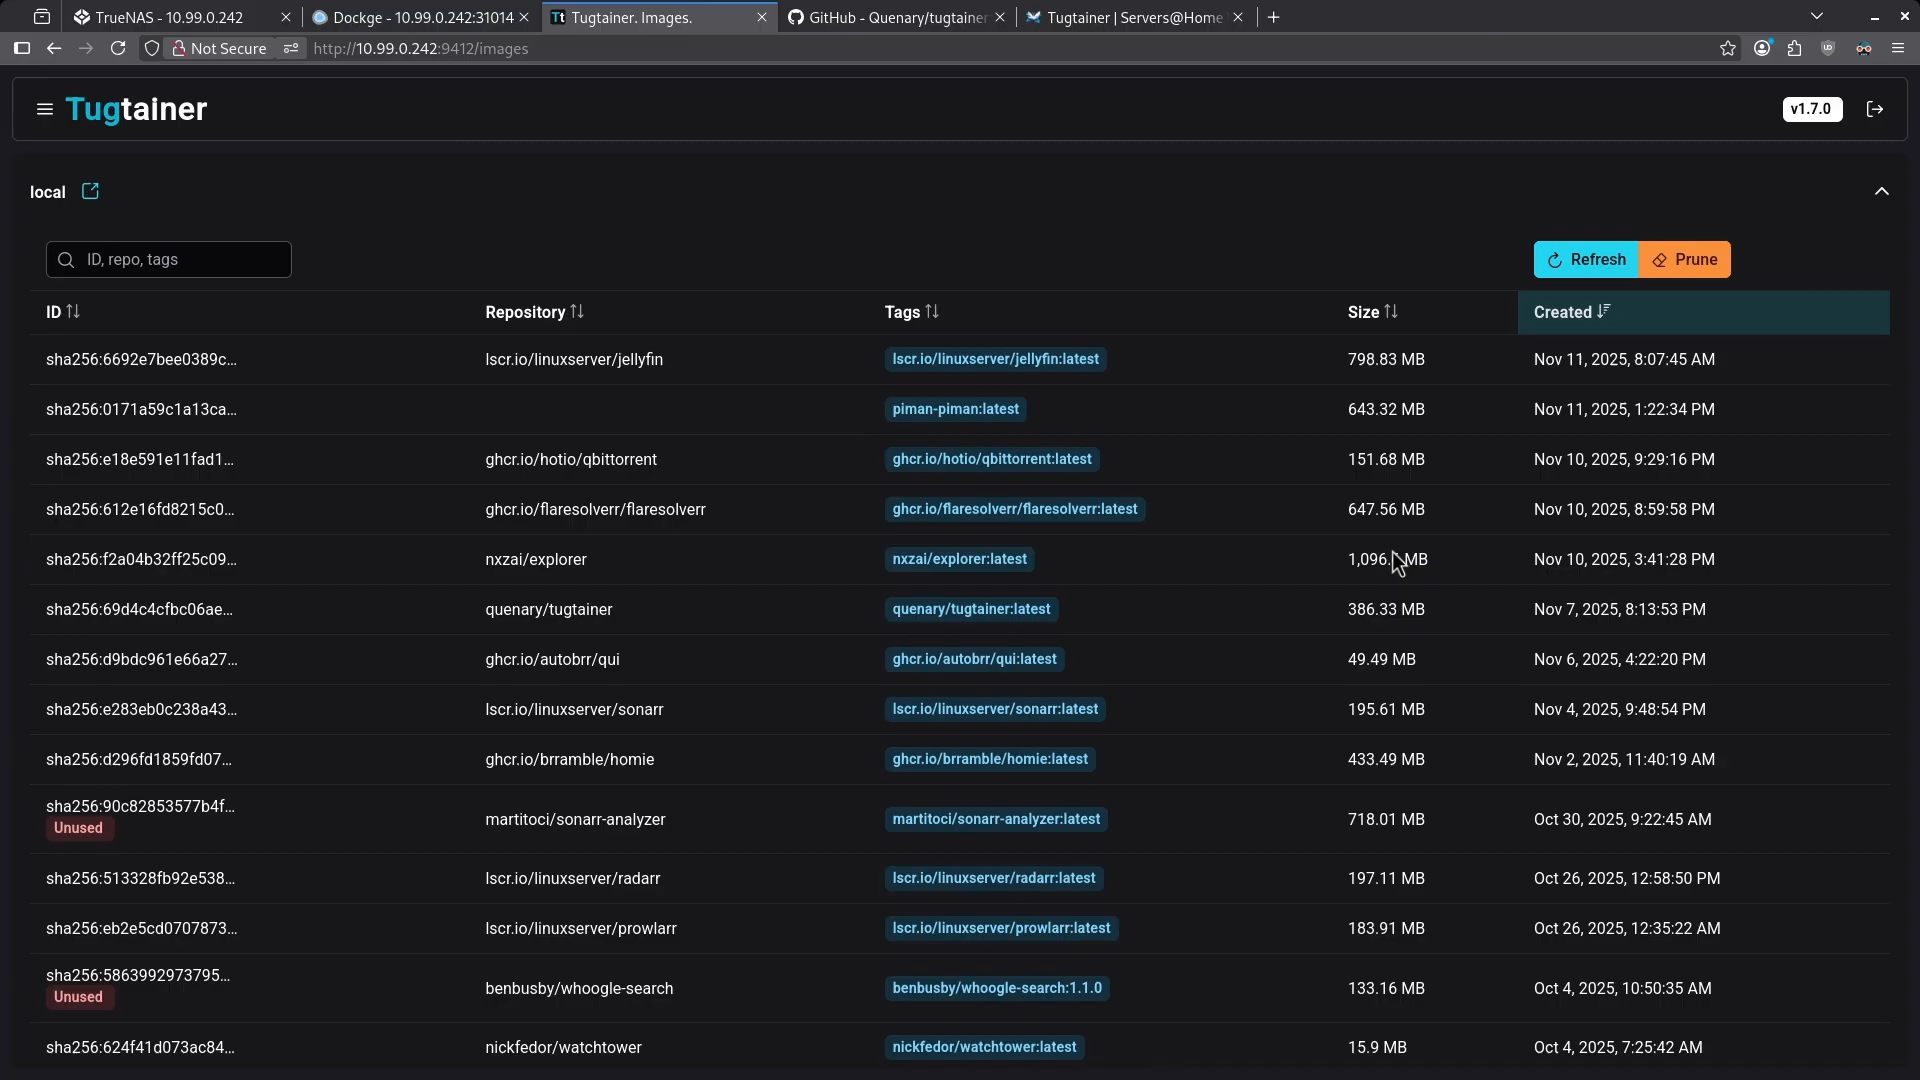 TrueNAS - 10.99.0.242
Dockge - 10.99.0.242:31014
Tt Tugtainer. Images.
GitHub - Quenary/tugtainer
Tugtainer | Servers@Home
Not Secure
http://10.99.0.242:9412/images
Tugtainer
v1.7.0
local
ID, repo, tags
Refresh
Prune
ID Repository Tags Size Created
sha256:6692e7bee0389c... lscr.io/linuxserver/jellyfin lscr.io/linuxserver/jellyfin:latest 798.83 MB Nov 11, 2025, 8:07:45 AM
sha256:0171a59c1a13ca... piman-piman:latest 643.32 MB Nov 11, 2025, 1:22:34 PM
sha256:e18e591e11fad1... ghcr.io/hotio/qbittorrent ghcr.io/hotio/qbittorrent:latest 151.68 MB Nov 10, 2025, 9:29:16 PM
sha256:612e16fd8215c0... ghcr.io/flaresolverr/flaresolverr ghcr.io/flaresolverr/flaresolverr:latest 647.56 MB Nov 10, 2025, 8:59:58 PM
sha256:f2a04b32ff25c09... nxzai/explorer nxzai/explorer:latest 1,096. MB Nov 10, 2025, 3:41:28 PM
sha256:69d4c4cfbc06ae... quenary/tugtainer quenary/tugtainer:latest 386.33 MB Nov 7, 2025, 8:13:53 PM
sha256:d9bdc961e66a27... ghcr.io/autobrr/qui ghcr.io/autobrr/qui:latest 49.49 MB Nov 6, 2025, 4:22:20 PM
sha256:e283eb0c238a43... lscr.io/linuxserver/sonarr lscr.io/linuxserver/sonarr:latest 195.61 MB Nov 4, 2025, 9:48:54 PM
sha256:d296fd1859fd07... ghcr.io/brramble/homie ghcr.io/brramble/homie:latest 433.49 MB Nov 2, 2025, 11:40:19 AM
sha256:90c82853577b4f... martitoci/sonarr-analyzer martitoci/sonarr-analyzer:latest 718.01 MB Oct 30, 2025, 9:22:45 AM
Unused
sha256:513328fb92e538... lscr.io/linuxserver/radarr lscr.io/linuxserver/radarr:latest 197.11 MB Oct 26, 2025, 12:58:50 PM
sha256:eb2e5cd0707873... lscr.io/linuxserver/prowlarr lscr.io/linuxserver/prowlarr:latest 183.91 MB Oct 26, 2025, 12:35:22 AM
sha256:5863992973795... benbusby/whoogle-search benbusby/whoogle-search:1.1.0 133.16 MB Oct 4, 2025, 10:50:35 AM
Unused
sha256:624f41d073ac84... nickfedor/watchtower nickfedor/watchtower:latest 15.9 MB Oct 4, 2025, 7:25:42 AM